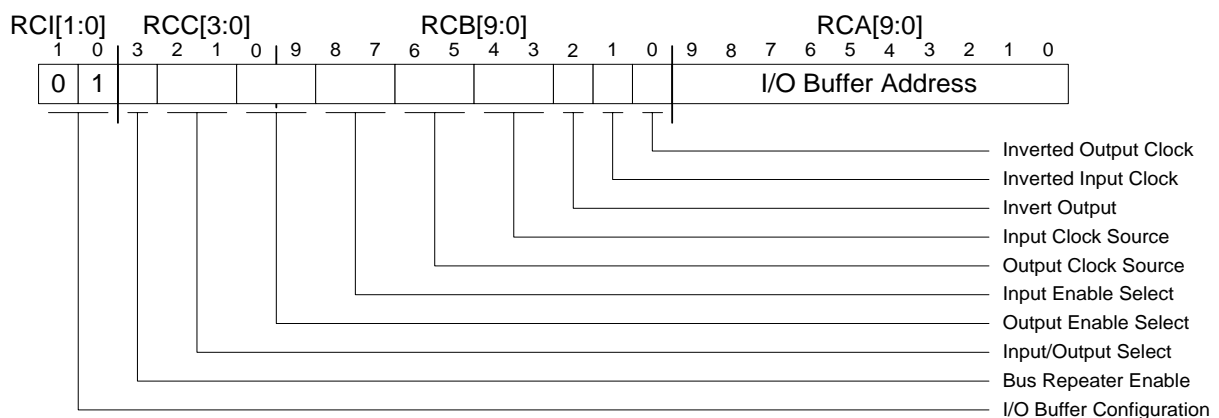 RCI[1:0] RCC[3:0] RCB[9:0] RCA[9:0]
1 0 3 2 1 0 9 8 7 6 5 4 3 2 1 0 9 8 7 6 5 4 3 2 1 0
0 1 I/O Buffer Address
Inverted Output Clock
Inverted Input Clock
Invert Output
Input Clock Source
Output Clock Source
Input Enable Select
Output Enable Select
Input/Output Select
Bus Repeater Enable
I/O Buffer Configuration